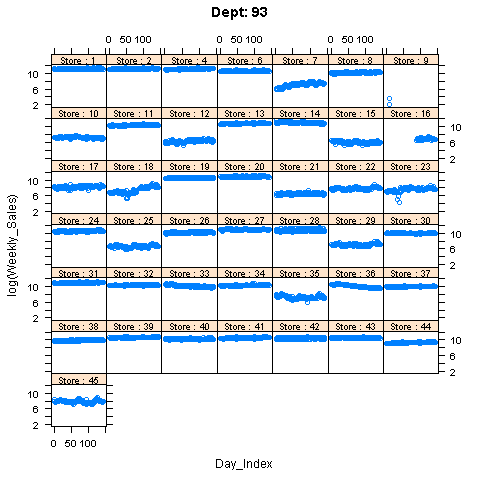 Dept: 93
0 50 100 0 50 100 0 50 100
Store : 1 Store : 2 Store : 4 Store : 6 Store : 7 Store : 8 Store : 9
10
6
2
Store : 10 Store : 11 Store : 12 Store : 13 Store : 14 Store : 15 Store : 16
10
6
2
Store : 17 Store : 18 Store : 19 Store : 20 Store : 21 Store : 22 Store : 23
10
6
2
Store : 24 Store : 25 Store : 26 Store : 27 Store : 28 Store : 29 Store : 30
10
6
2
Store : 31 Store : 32 Store : 33 Store : 34 Store : 35 Store : 36 Store : 37
10
6
2
Store : 38 Store : 39 Store : 40 Store : 41 Store : 42 Store : 43 Store : 44
10
6
2
Store : 45
10
6
2
0 50 100
log(Weekly_Sales)
Day_Index